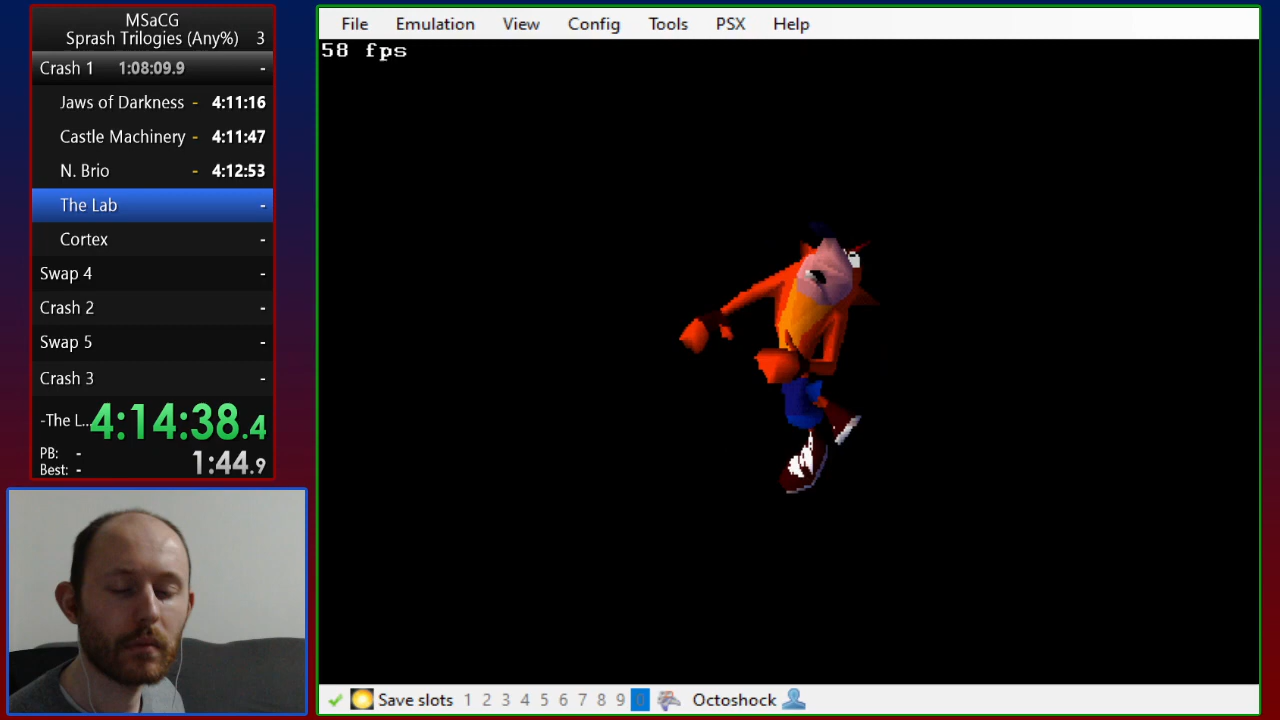 MSaCG
Sprash Trilogies (Any%) 3
Crash 1 1:08:09.9 -
Jaws of Darkness - 4:11:16
Castle Machinery - 4:11:47
N. Brio - 4:12:53
The Lab -
Cortex -
Swap 4 -
Crash 2 -
Swap 5 -
Crash 3 -
-The L... 4:14:38.4
PB: -
Best: - 1:44.9
File Emulation View Config Tools PSX Help
58 fps
Save slots 1 2 3 4 5 6 7 8 9 0 Octoshock